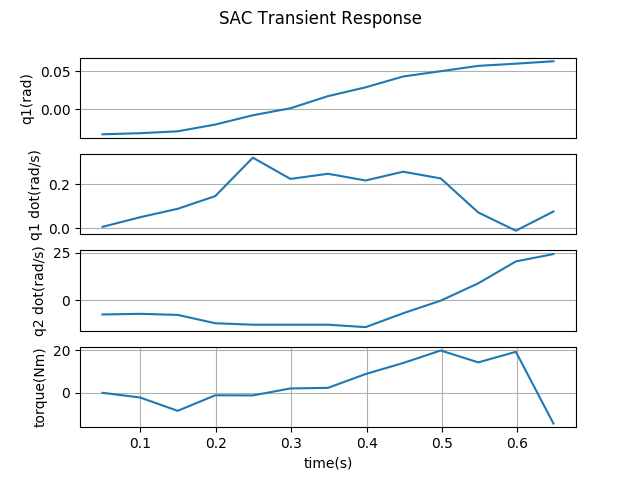 SAC Transient Response
q1(rad)
0.05
0.00
q1 dot(rad/s)
0.2
0.0
q2 dot(rad/s)
25
0
torque(Nm)
20
0
0.1 0.2 0.3 0.4 0.5 0.6
time(s)